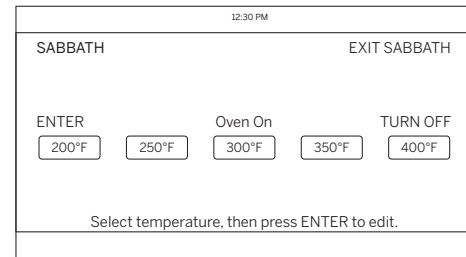 12:30 PM
SABBATH EXIT SABBATH
ENTER Oven On TURN OFF
200°F 250°F 300°F 350°F 400°F
Select temperature, then press ENTER to edit.